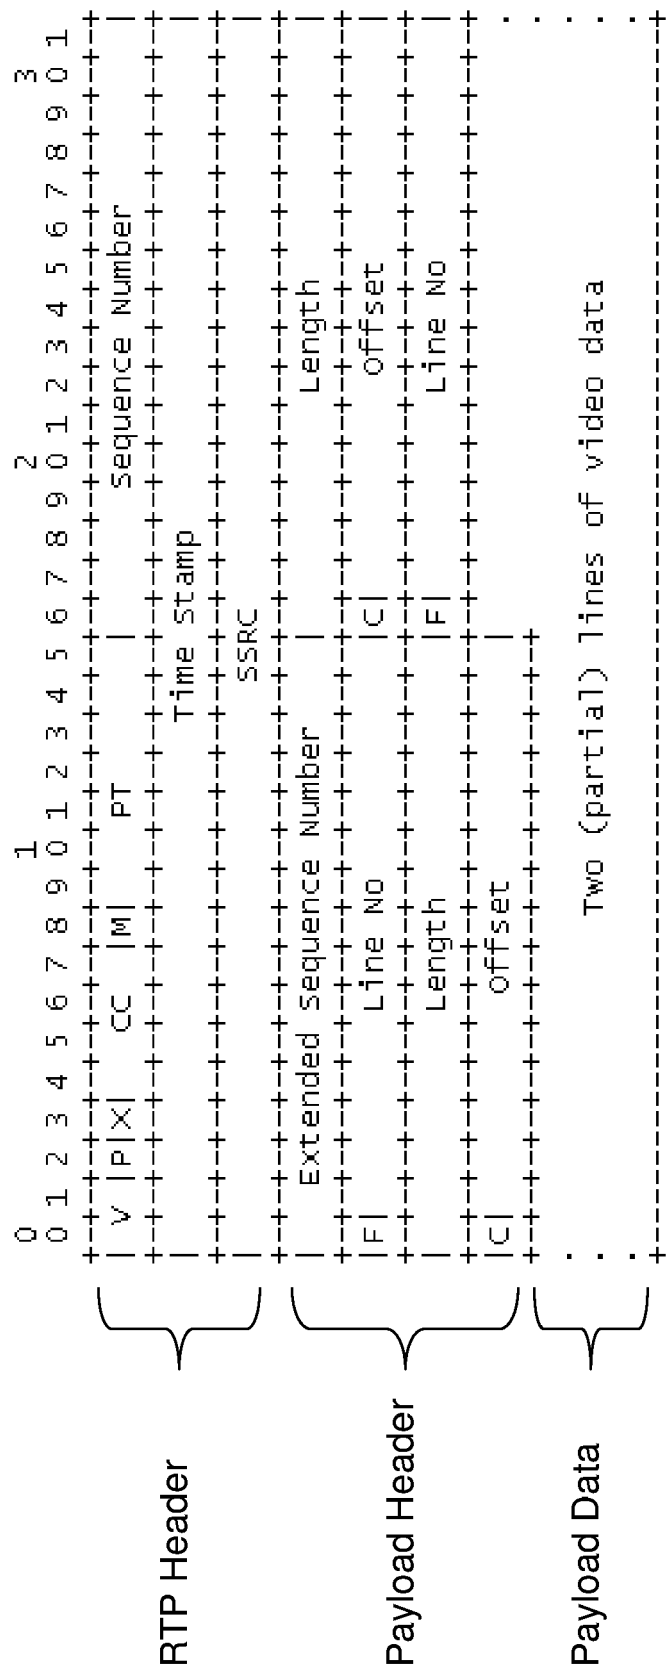 0 1 2 3
0 1 2 3 4 5 6 7 8 9 0 1 2 3 4 5 6 7 8 9 0 1 2 3 4 5 6 7 8 9 0 1
RTP Header
| V |P|X| CC |M| PT | Sequence Number |
| Time Stamp |
| SSRC |
Payload Header
| Extended Sequence Number | Length |
|F| Line No |C| Offset |
| Length |F| Line No |
|C| Offset |
Payload Data
Two (partial) lines of video data